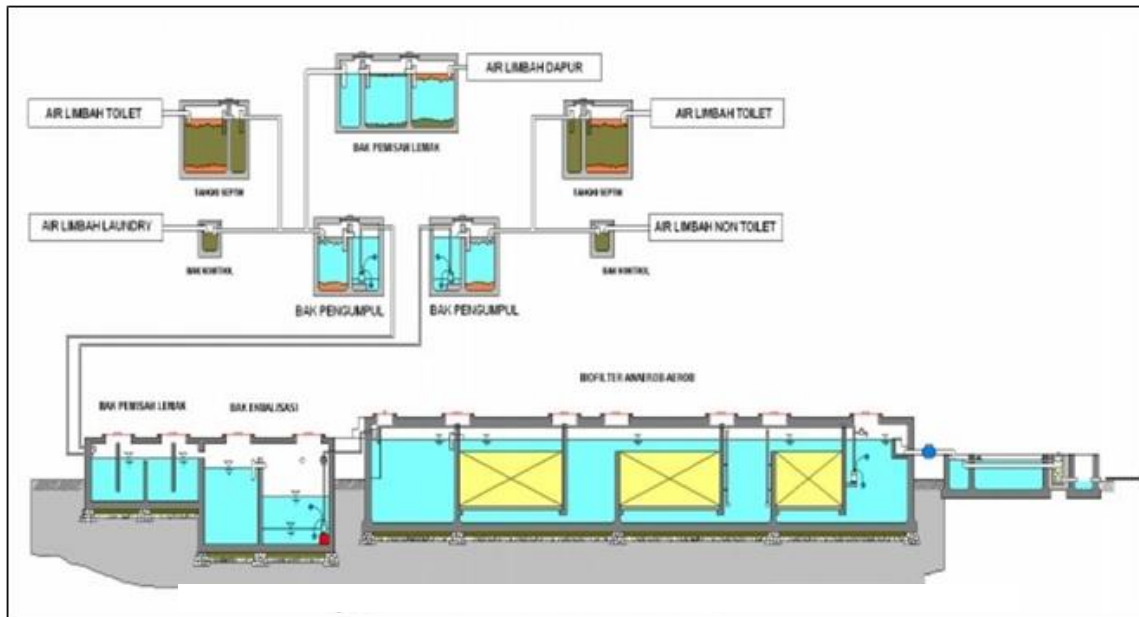 AIR LIMBAH DAPUR
AIR LIMBAH TOILET
AIR LIMBAH TOILET
BAK PEMISAH LEMAK
TANGKI SEPTIK
TANGKI SEPTIK
AIR LIMBAH LAUNDRY
AIR LIMBAH NON TOILET
BAK KONTROL
BAK KONTROL
BAK PENGUMPUL
BAK PENGUMPUL
BIOFILTER ANAEROB-AEROB
BAK PEMISAH LEMAK
BAK EKUALISASI